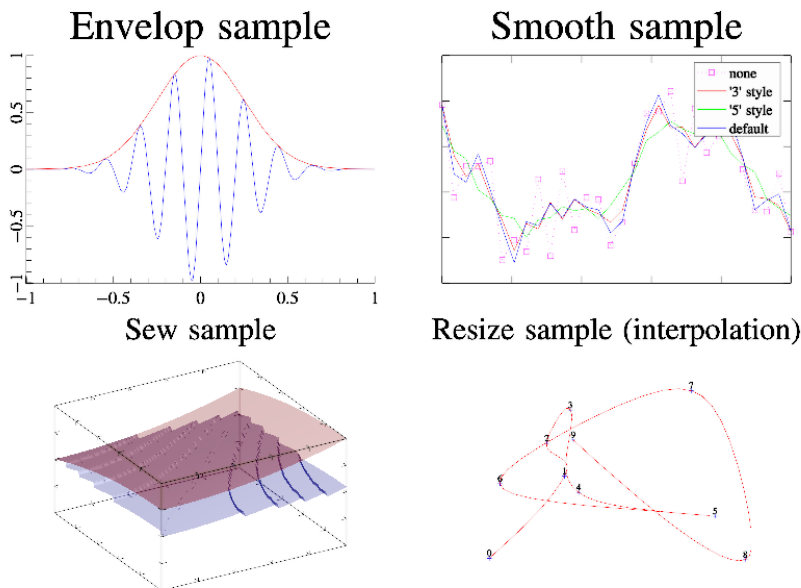 Envelop sample
1
0.5
0
−0.5
−1
−1
−0.5
0
0.5
1
Smooth sample
none
'3' style
'5' style
default
Sew sample
Resize sample (interpolation)
7
3
2
9
6
1
4
5
0
8